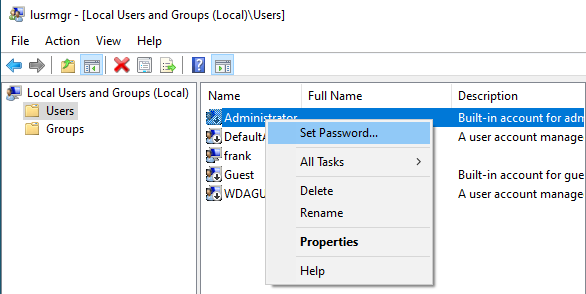 lusrmgr - [Local Users and Groups (Local)\Users]
File Action View Help
Local Users and Groups (Local)
Users
Groups
Name Full Name Description
Administrator Built-in account for adm
DefaultA A user account manage
frank
Guest Built-in account for gue
WDAGU A user account manage
Set Password...
All Tasks
Delete
Rename
Properties
Help